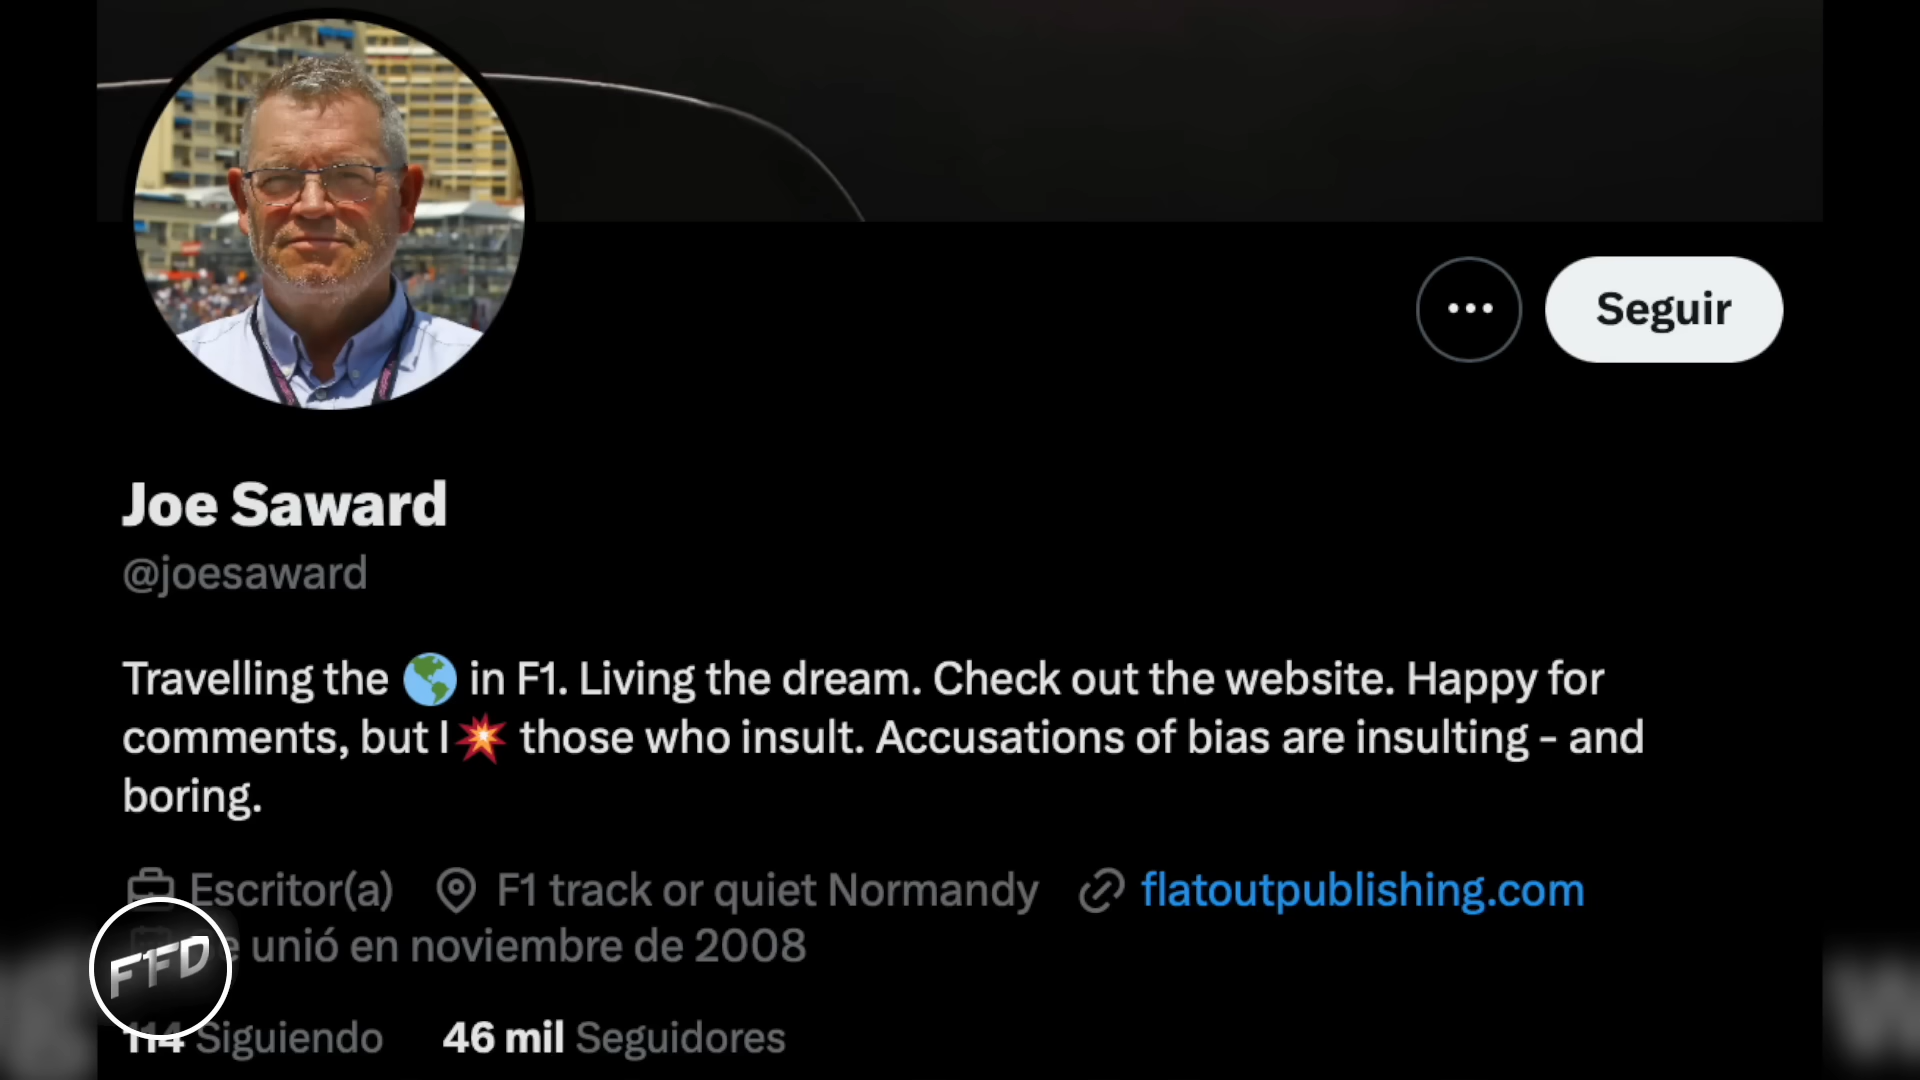 Seguir
Joe Saward
@joesaward
Travelling the 🌎 in F1. Living the dream. Check out the website. Happy for
comments, but I 💥 those who insult. Accusations of bias are insulting - and
boring.
Escritor(a) F1 track or quiet Normandy flatoutpublishing.com
unió en noviembre de 2008
114 Siguiendo 46 mil Seguidores